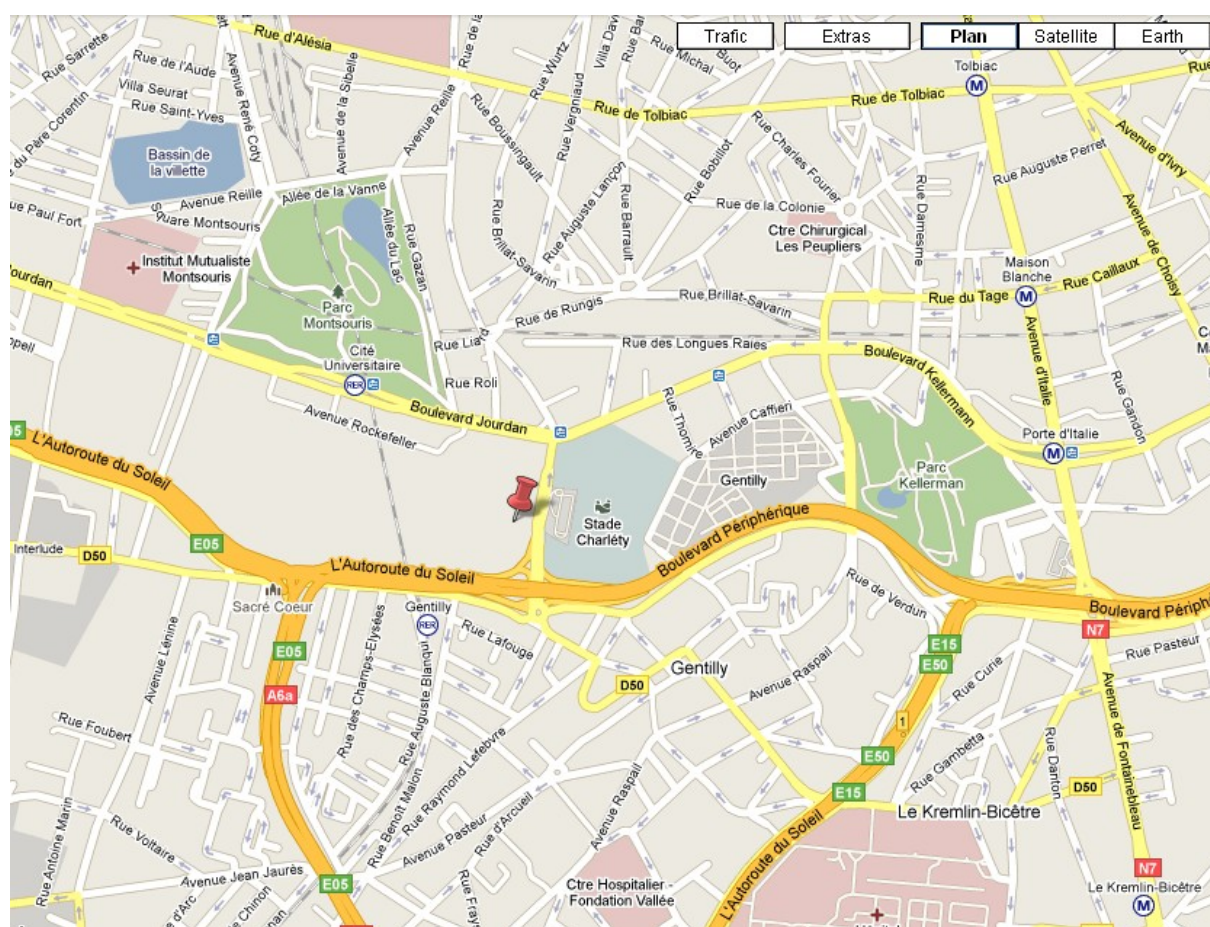 Trafic
Extras
Plan
Satellite
Earth
Rue Sarrette
Rue d'Alésia
Rue de l'Aude
Villa Seurat
Rue Saint-Yves
Avenue René Coty
Avenue de la Sibelle
Avenue Reille
Rue Wurtz
Rue Vergniaud
Villa Davi
Rue Michal
Buot
Tolbiac
M
Rue de Tolbiac
Rue de Tolbiac
Avenue d'Ivry
Rue Boussingault
Rue Bobillot
Rue Charles Fourier
Rue Auguste Perret
du Père Corentin
Bassin de
la villette
Avenue Reille
Allée de la Vanne
ue Paul Fort
Square Montsouris
Allée du Lac
Rue Gazan
Rue Brillat-Savarin
Rue Auguste Lançon
Rue Barrault
Rue de la Colonie
Rue Damesme
Ctre Chirurgical
Les Peupliers
Avenue de Choisy
Institut Mutualiste
Montsouris
Jourdan
Maison
Blanche
M
Rue Caillaux
Rue du Tage
Rue Brillat-Savarin
Parc
Montsouris
Rue de Rungis
Rue Liard
Rue des Longues Raies
Boulevard Kellermann
Avenue d'Italie
Rue Gandon
oppell
Cité
Universitaire
RER
Rue Roli
Avenue Rockefeller
Boulevard Jourdan
Rue Thomire
Avenue Caffieri
Porte d'Italie
M
L'Autoroute du Soleil
Gentilly
Parc
Kellerman
Stade
Charléty
Boulevard Périphérique
Interlude
D50
E05
L'Autoroute du Soleil
Sacré Coeur
Gentilly
RER
Rue de Verdun
Boulevard Périph
N7
Rue Lafouge
E05
Avenue Lénine
Rue des Champs-Elysées
E15
E50
Rue Pasteur
Gentilly
D50
Avenue Raspail
Rue Curie
A6a
Rue Foubert
Rue Auguste Blanqui
1
Rue Raymond Lefebvre
Avenue de Fontainebleau
E50
Rue Gambetta
Rue Danton
E15
D50
Le Kremlin-Bicêtre
Rue Antoine Marin
Rue Voltaire
Rue Benoît Malon
Avenue Pasteur
Rue d'Arcueil
Avenue Raspail
L'Autoroute du Soleil
Avenue Jean Jaurès
E05
N7
d'Arc
Rue Chinon
Rue Frays
Ctre Hospitalier -
Fondation Vallée
Le Kremlin-Bicêtre
M